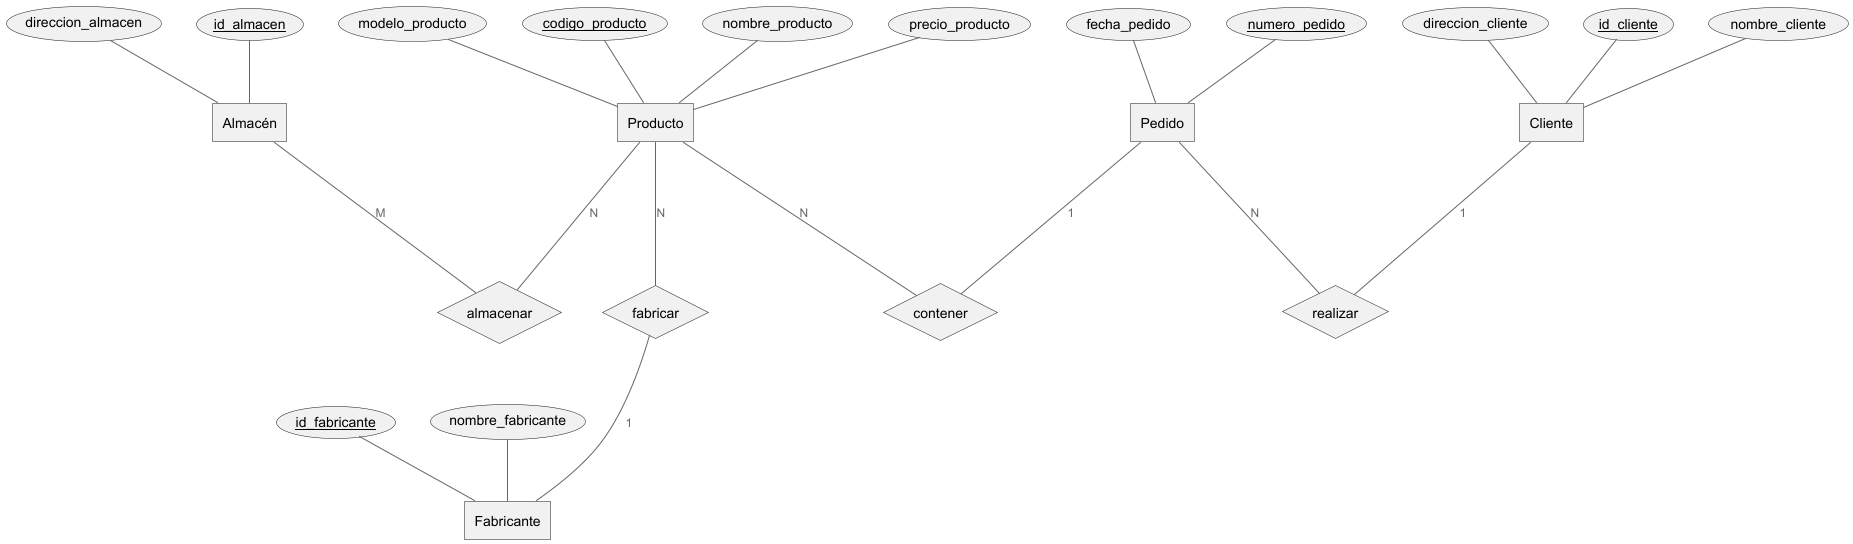 direccion_almacen
id_almacen
modelo_producto
codigo_producto
nombre_producto
precio_producto
fecha_pedido
numero_pedido
direccion_cliente
id_cliente
nombre_cliente
Almacén
Producto
Pedido
Cliente
M
N
N
N
1
N
1
almacenar
fabricar
contener
realizar
id_fabricante
nombre_fabricante
1
Fabricante